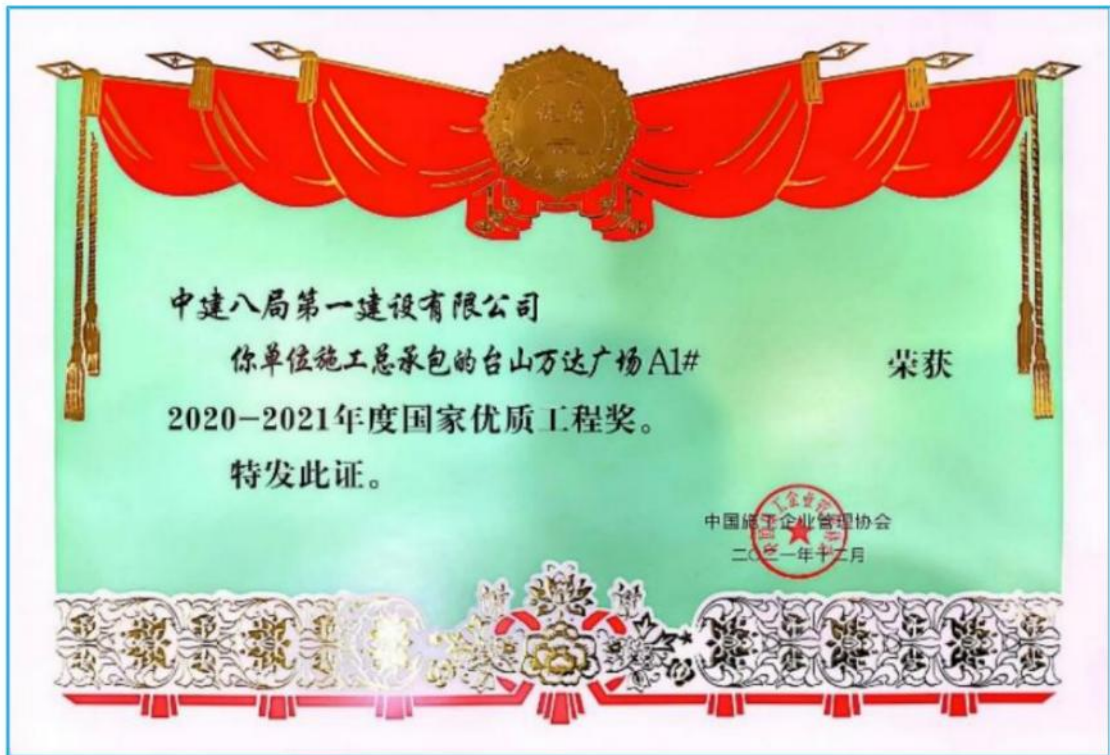 中建八局第一建设有限公司
你单位施工总承包的台山万达广场A1# 荣获
2020-2021年度国家优质工程奖。
特发此证。
中国施工企业管理协会
二〇二一年十二月